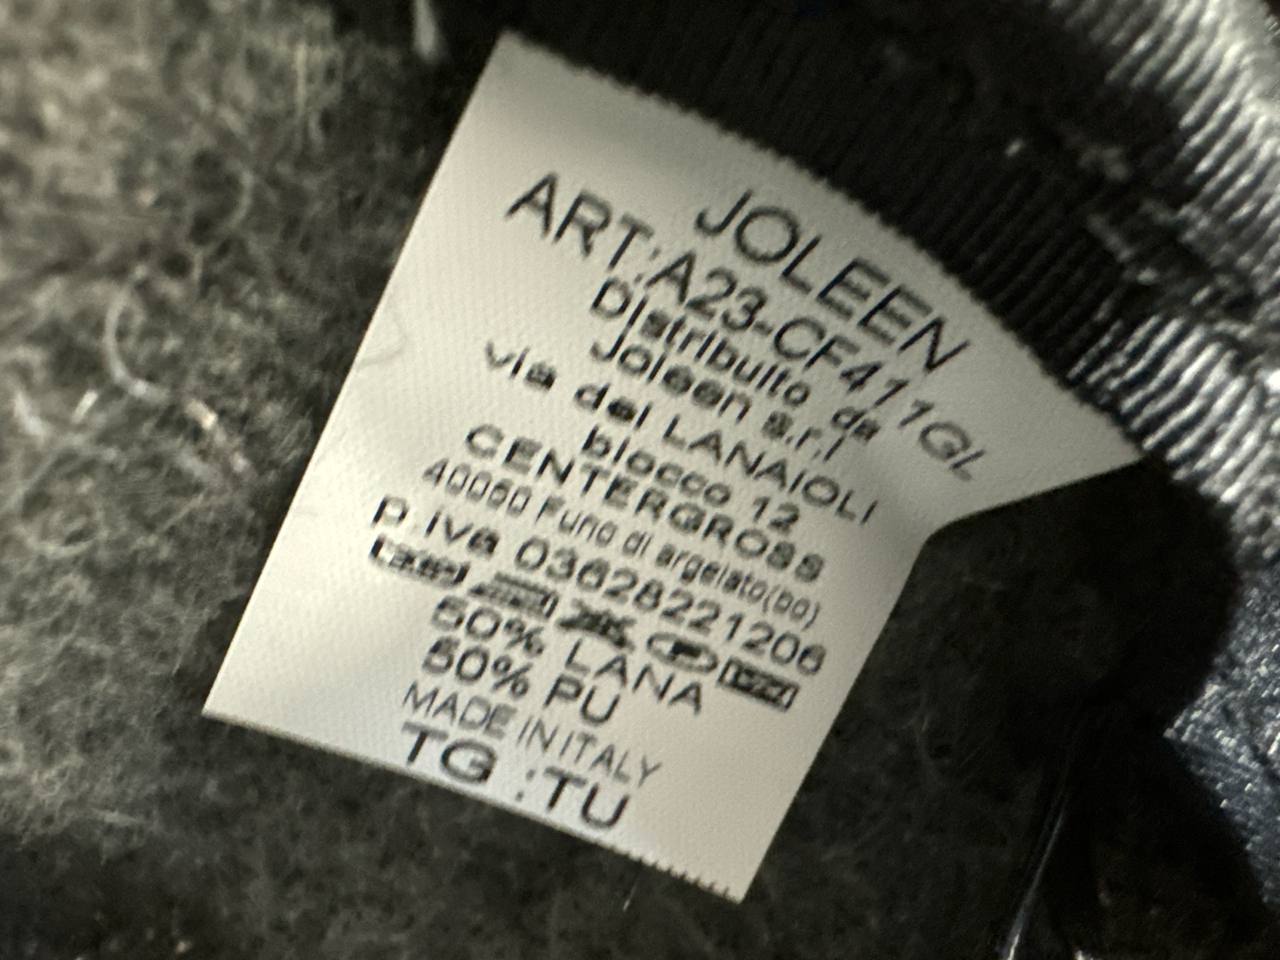 JOLEEN
ART:A23-CF411GL
Distribuito da
Joleen s.r.l
via dei LANAIOLI
blocco 12
CENTERGROSS
40050 Funo di argelato(bo)
p.iva 03628221206
50% LANA
50% PU
MADE IN ITALY
TG :TU